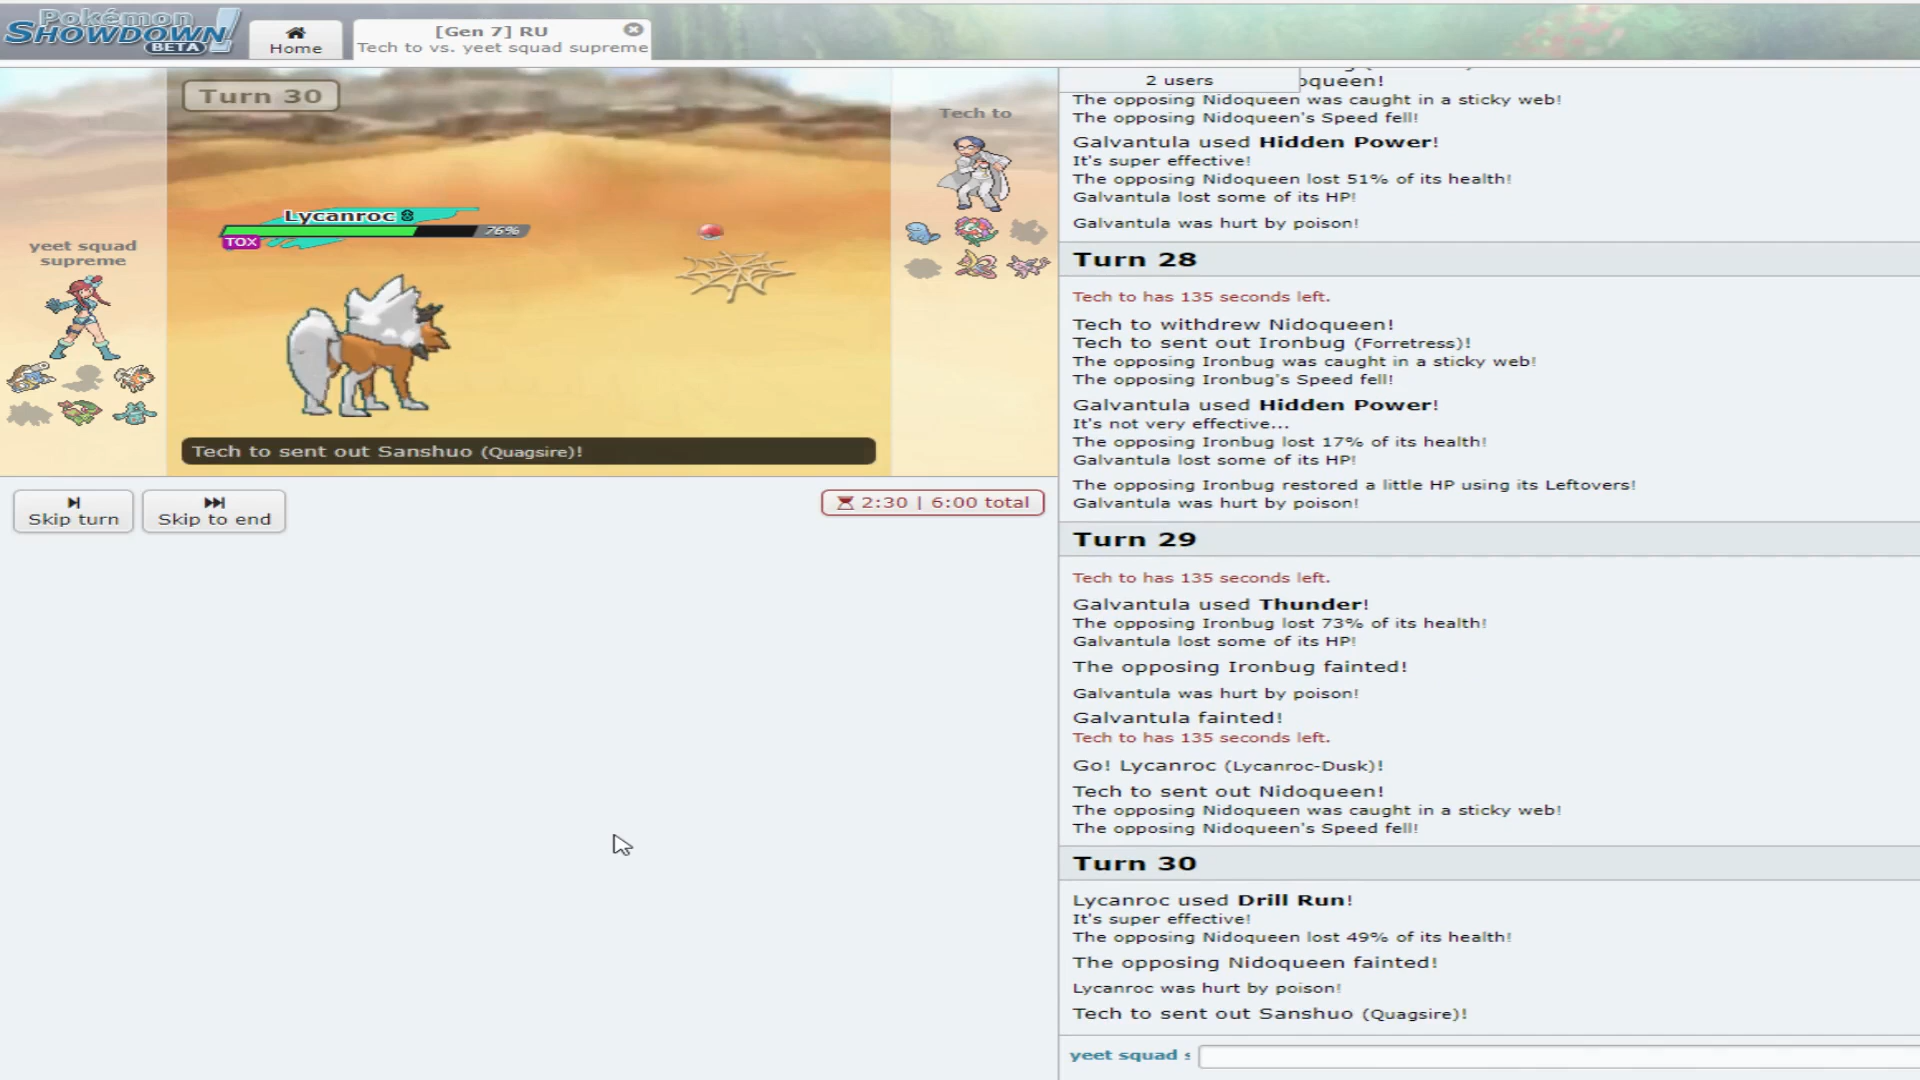 Pokémon
SHOWDOWN!
BETA
Home
[Gen 7] RU
Tech to vs. yeet squad supreme
Turn 30
Lycanroc
76%
TOX
yeet squad
supreme
Tech to
Tech to sent out Sanshuo (Quagsire)!
Skip turn
Skip to end
2:30 | 6:00 total
2 users
oqueen!
The opposing Nidoqueen was caught in a sticky web!
The opposing Nidoqueen's Speed fell!
Galvantula used Hidden Power!
It's super effective!
The opposing Nidoqueen lost 51% of its health!
Galvantula lost some of its HP!
Galvantula was hurt by poison!
Turn 28
Tech to has 135 seconds left.
Tech to withdrew Nidoqueen!
Tech to sent out Ironbug (Forretress)!
The opposing Ironbug was caught in a sticky web!
The opposing Ironbug's Speed fell!
Galvantula used Hidden Power!
It's not very effective...
The opposing Ironbug lost 17% of its health!
Galvantula lost some of its HP!
The opposing Ironbug restored a little HP using its Leftovers!
Galvantula was hurt by poison!
Turn 29
Tech to has 135 seconds left.
Galvantula used Thunder!
The opposing Ironbug lost 73% of its health!
Galvantula lost some of its HP!
The opposing Ironbug fainted!
Galvantula was hurt by poison!
Galvantula fainted!
Tech to has 135 seconds left.
Go! Lycanroc (Lycanroc-Dusk)!
Tech to sent out Nidoqueen!
The opposing Nidoqueen was caught in a sticky web!
The opposing Nidoqueen's Speed fell!
Turn 30
Lycanroc used Drill Run!
It's super effective!
The opposing Nidoqueen lost 49% of its health!
The opposing Nidoqueen fainted!
Lycanroc was hurt by poison!
Tech to sent out Sanshuo (Quagsire)!
yeet squad s